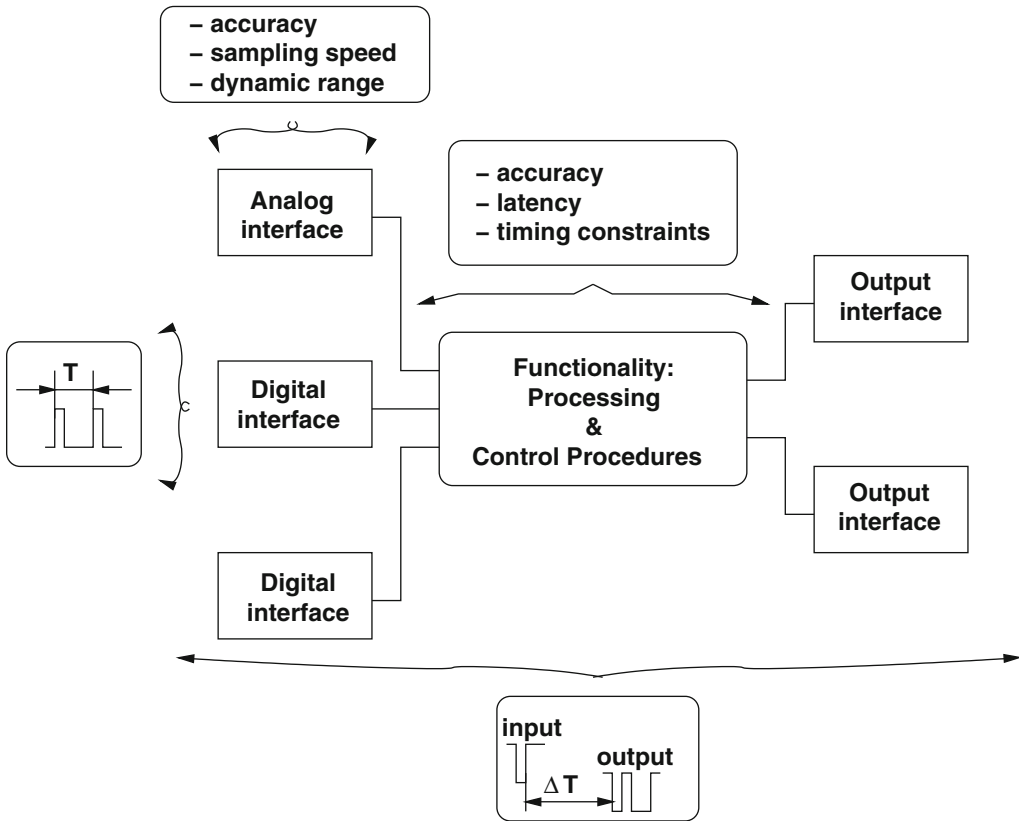 – accuracy
– sampling speed
– dynamic range
Analog
interface
– accuracy
– latency
– timing constraints
Output
interface
T
Digital
interface
Functionality:
Processing
&
Control Procedures
Output
interface
Digital
interface
input
output
Δ T